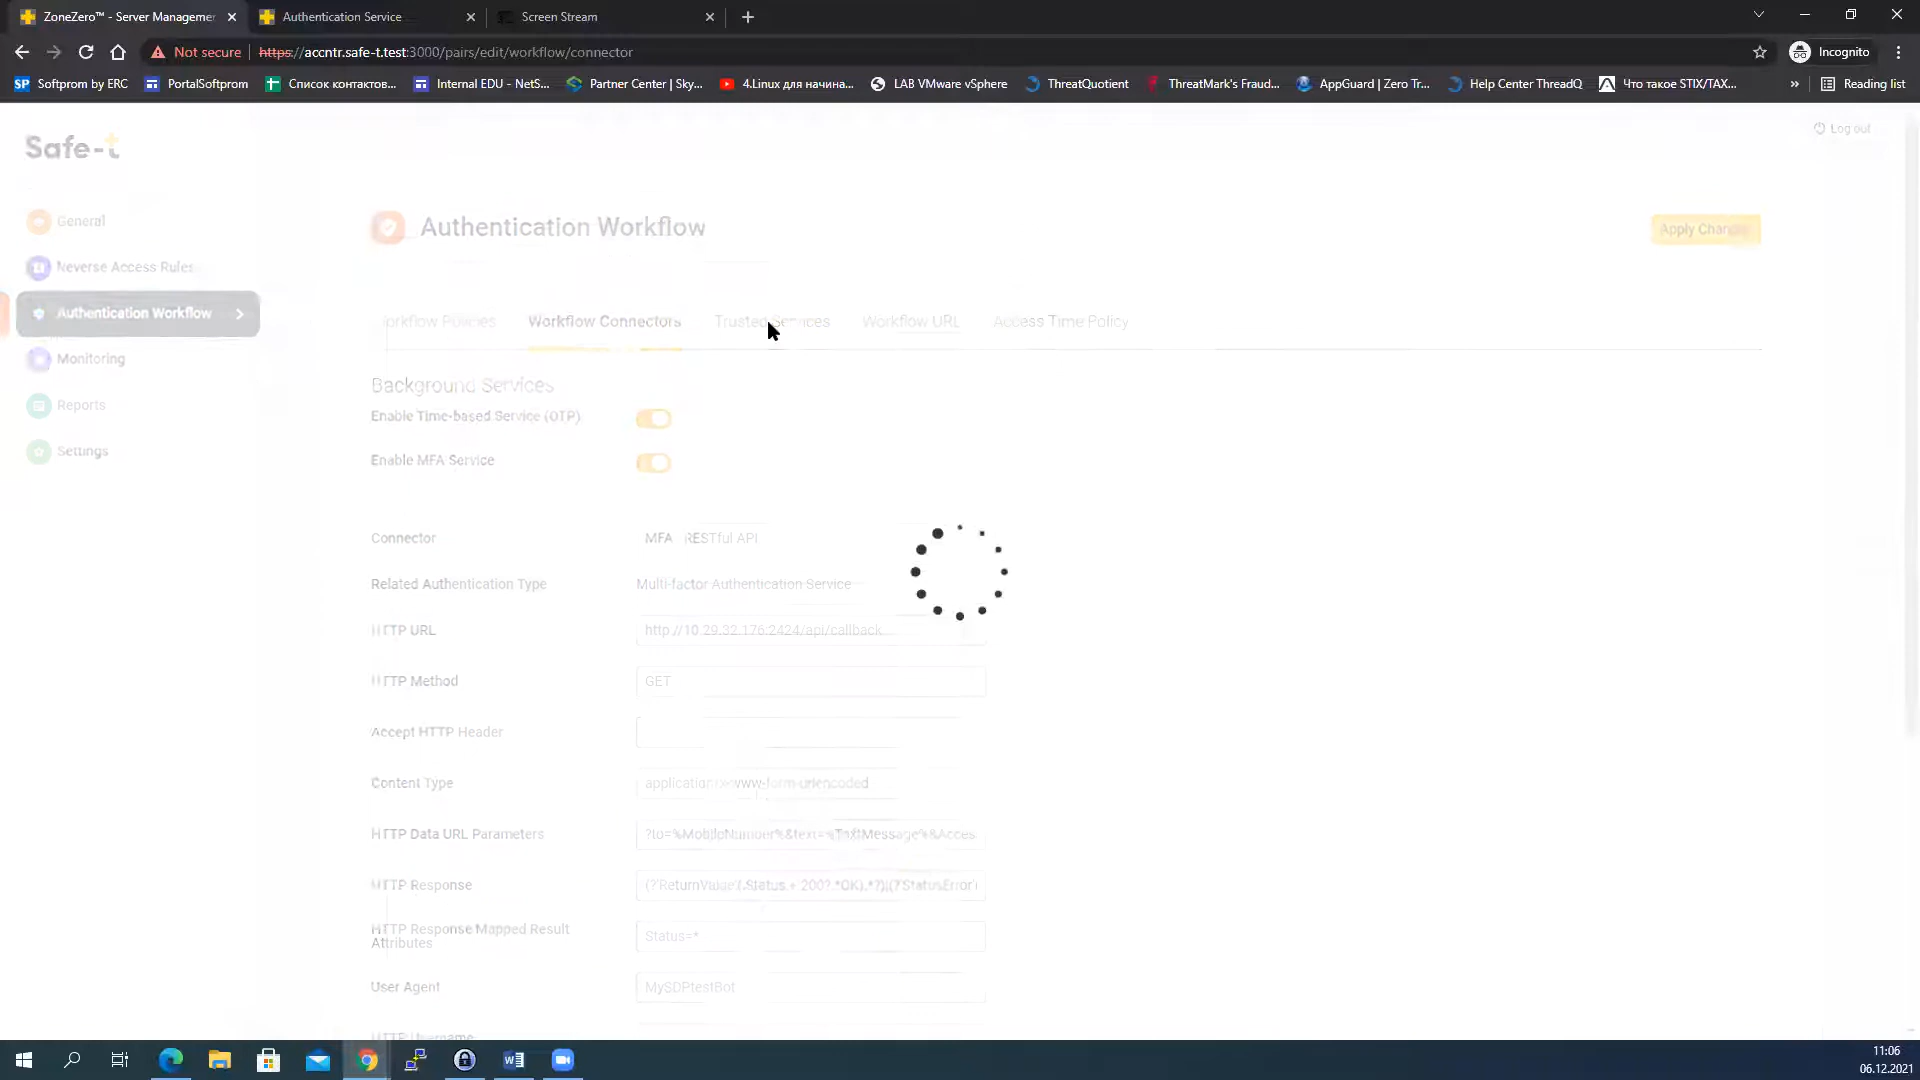 ZoneZero™ - Server Manageme
Authentication Service
Screen Stream
Not secure
https://accntr.safe-t.test:3000/pairs/edit/workflow/connector
Incognito
Softprom by ERC
PortalSoftprom
Список контактов...
Internal EDU - NetS...
Partner Center | Sky...
4.Linux для начина...
LAB VMware vSphere
ThreatQuotient
ThreatMark's Fraud...
AppGuard | Zero Tr...
Help Center ThreadQ
Что такое STIX/TAX...
»
Reading list
Safe-t
Log out
General
Reverse Access Rules
Authentication Workflow
Monitoring
Reports
Settings
Authentication Workflow
Apply Changes
Workflow Policies
Workflow Connectors
Trusted Services
Workflow URL
Access Time Policy
Background Services
Enable Time-based Service (OTP)
Enable MFA Service
Connector
MFA RESTful API
Related Authentication Type
Multi-factor Authentication Service
HTTP URL
http://10.29.32.176:2424/api/callback
HTTP Method
GET
Accept HTTP Header
Content Type
application/x-www-form-urlencoded
HTTP Data URL Parameters
?to=%MobileNumber%&text=%TextMessage%&Acces
HTTP Response
HTTP Response Mapped Result
Attributes
Status=*
User Agent
MySDPtestBot
HTTP Username
11:06
06.12.2021